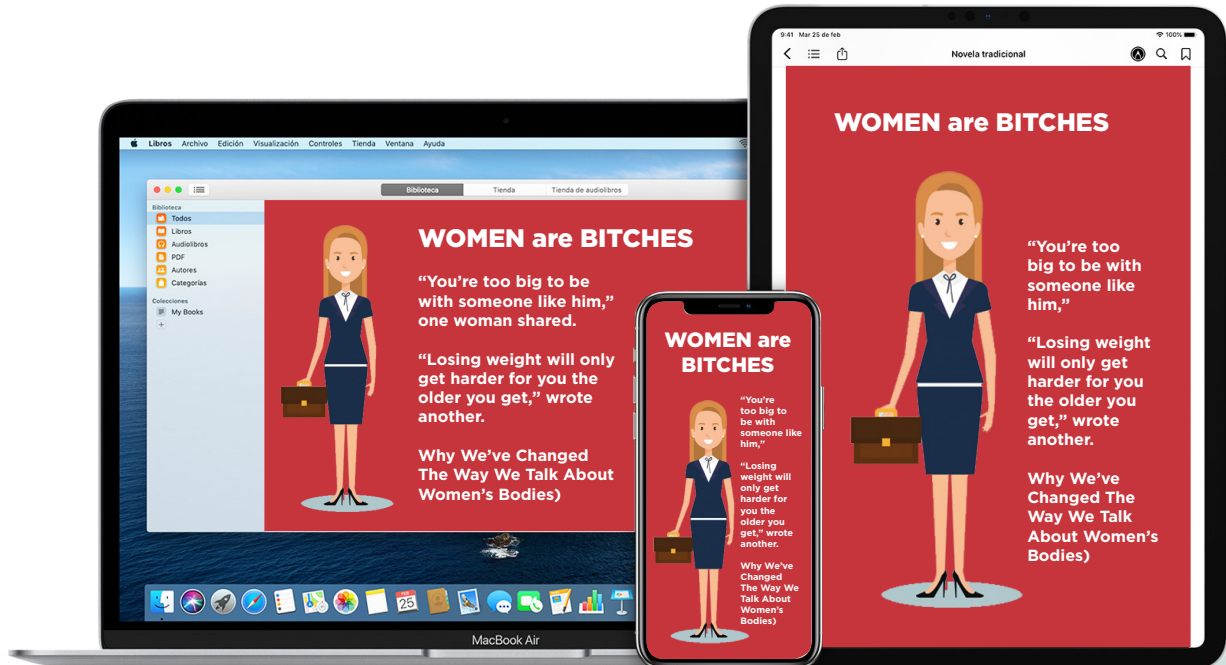 Libros Archivo Edición Visualización Controles Tienda Ventana Ayuda
Biblioteca Tienda Tienda de audiolibros
Biblioteca
Todos
Libros
Audiolibros
PDF
Autores
Categorías
Colecciones
My Books
WOMEN are BITCHES
“You’re too big to be
with someone like him,”
one woman shared.
“Losing weight will only
get harder for you the
older you get,” wrote
another.
Why We’ve Changed
The Way We Talk About
Women’s Bodies)
FEB
25
MacBook Air
WOMEN are
BITCHES
“You’re
too big to
be with
someone like
him,”
“Losing
weight will
only get
harder for
you the
older you
get,” wrote
another.
Why We’ve
Changed
The Way We
Talk About
Women’s
Bodies)
9:41 Mar 25 de feb
100%
Novela tradicional
WOMEN are BITCHES
“You’re too
big to be with
someone like
him,”
“Losing weight
will only get
harder for you
the older you
get,” wrote
another.
Why We’ve
Changed The
Way We Talk
About Women’s
Bodies)